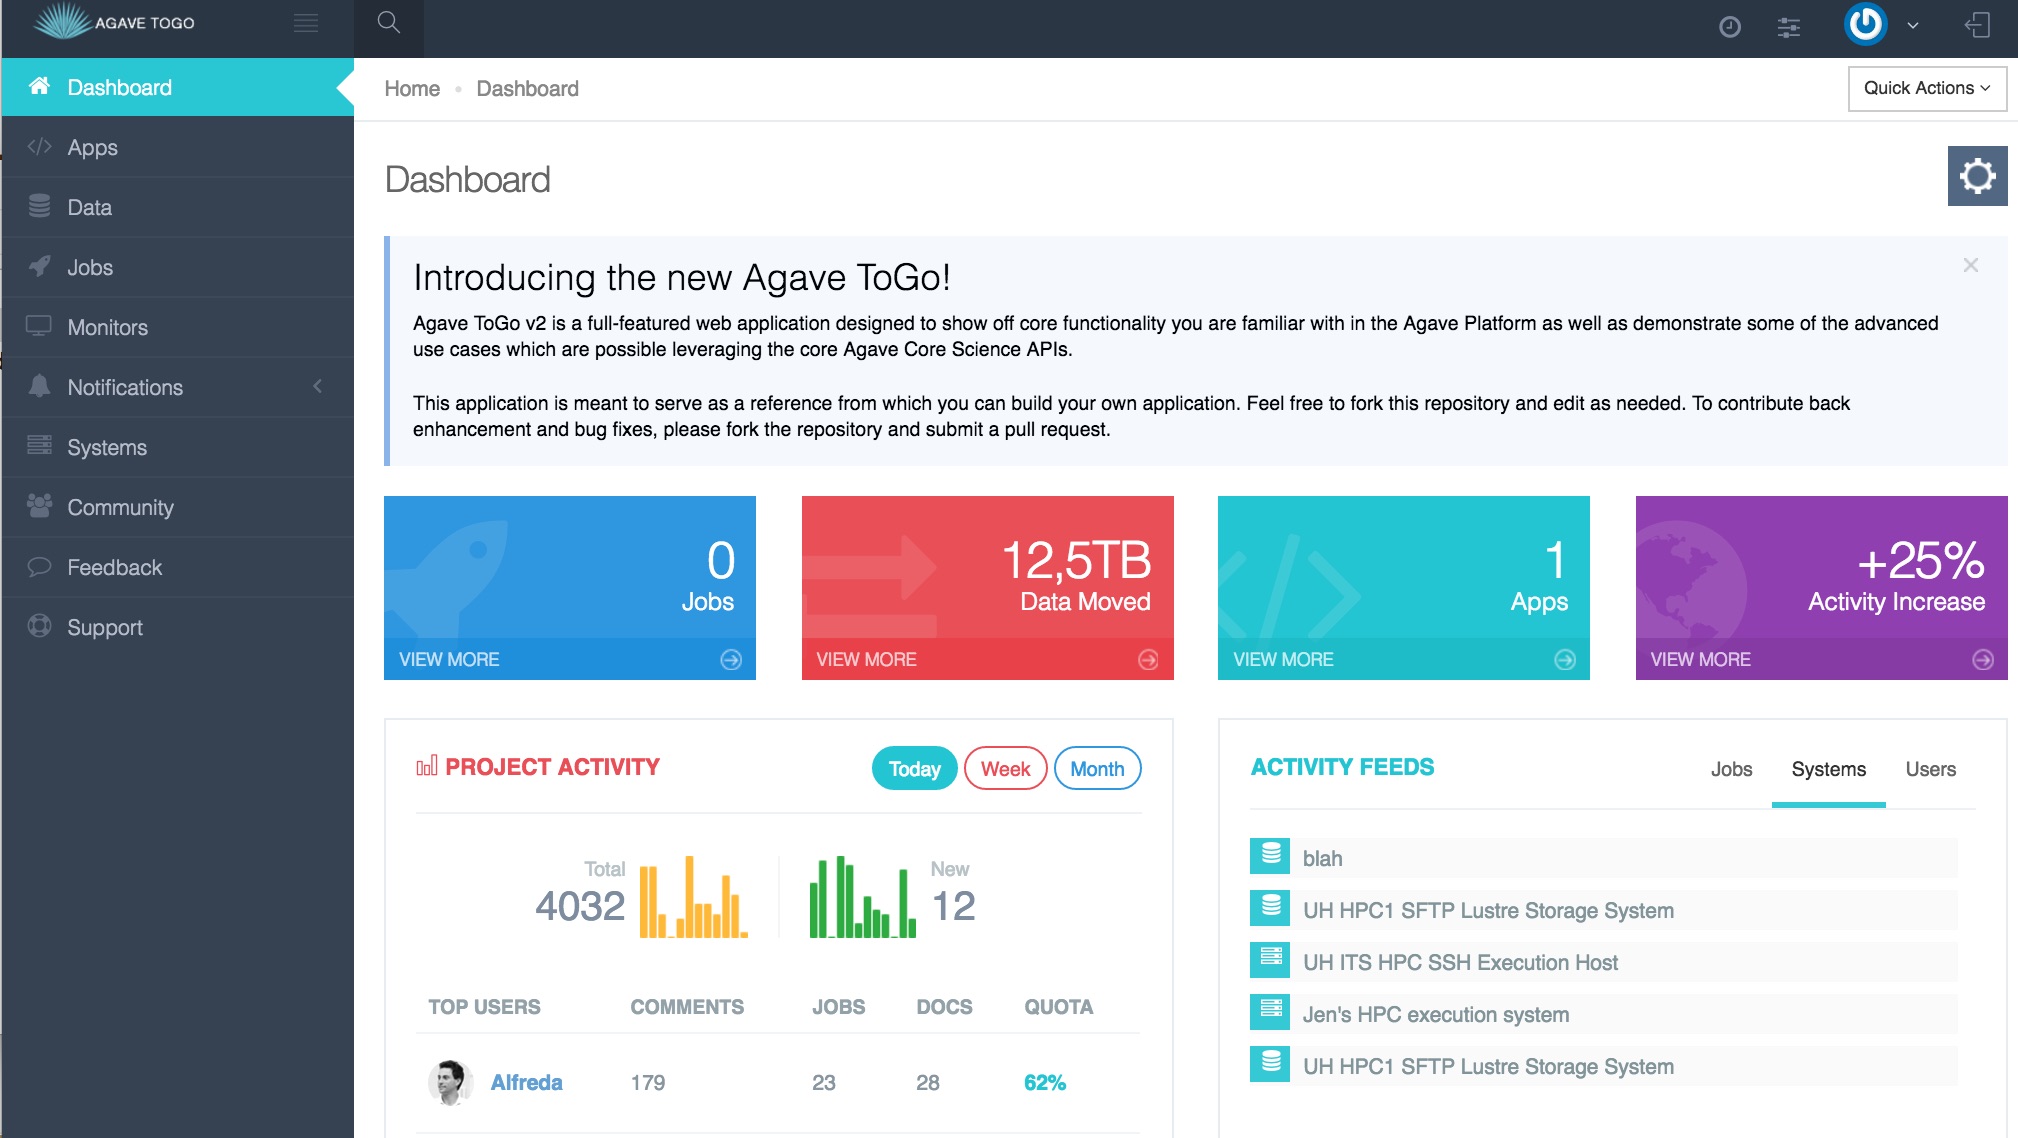 AGAVE TOGO
Dashboard
Apps
Data
Jobs
Monitors
Notifications
Systems
Community
Feedback
Support
Home • Dashboard
Quick Actions
Dashboard
Introducing the new Agave ToGo!
Agave ToGo v2 is a full-featured web application designed to show off core functionality you are familiar with in the Agave Platform as well as demonstrate some of the advanced
use cases which are possible leveraging the core Agave Core Science APIs.
This application is meant to serve as a reference from which you can build your own application. Feel free to fork this repository and edit as needed. To contribute back
enhancement and bug fixes, please fork the repository and submit a pull request.
0
Jobs
VIEW MORE
12,5TB
Data Moved
VIEW MORE
1
Apps
VIEW MORE
+25%
Activity Increase
VIEW MORE
PROJECT ACTIVITY
Today Week Month
Total
4032
New
12
TOP USERS COMMENTS JOBS DOCS QUOTA
Alfreda 179 23 28 62%
ACTIVITY FEEDS
Jobs Systems Users
blah
UH HPC1 SFTP Lustre Storage System
UH ITS HPC SSH Execution Host
Jen's HPC execution system
UH HPC1 SFTP Lustre Storage System